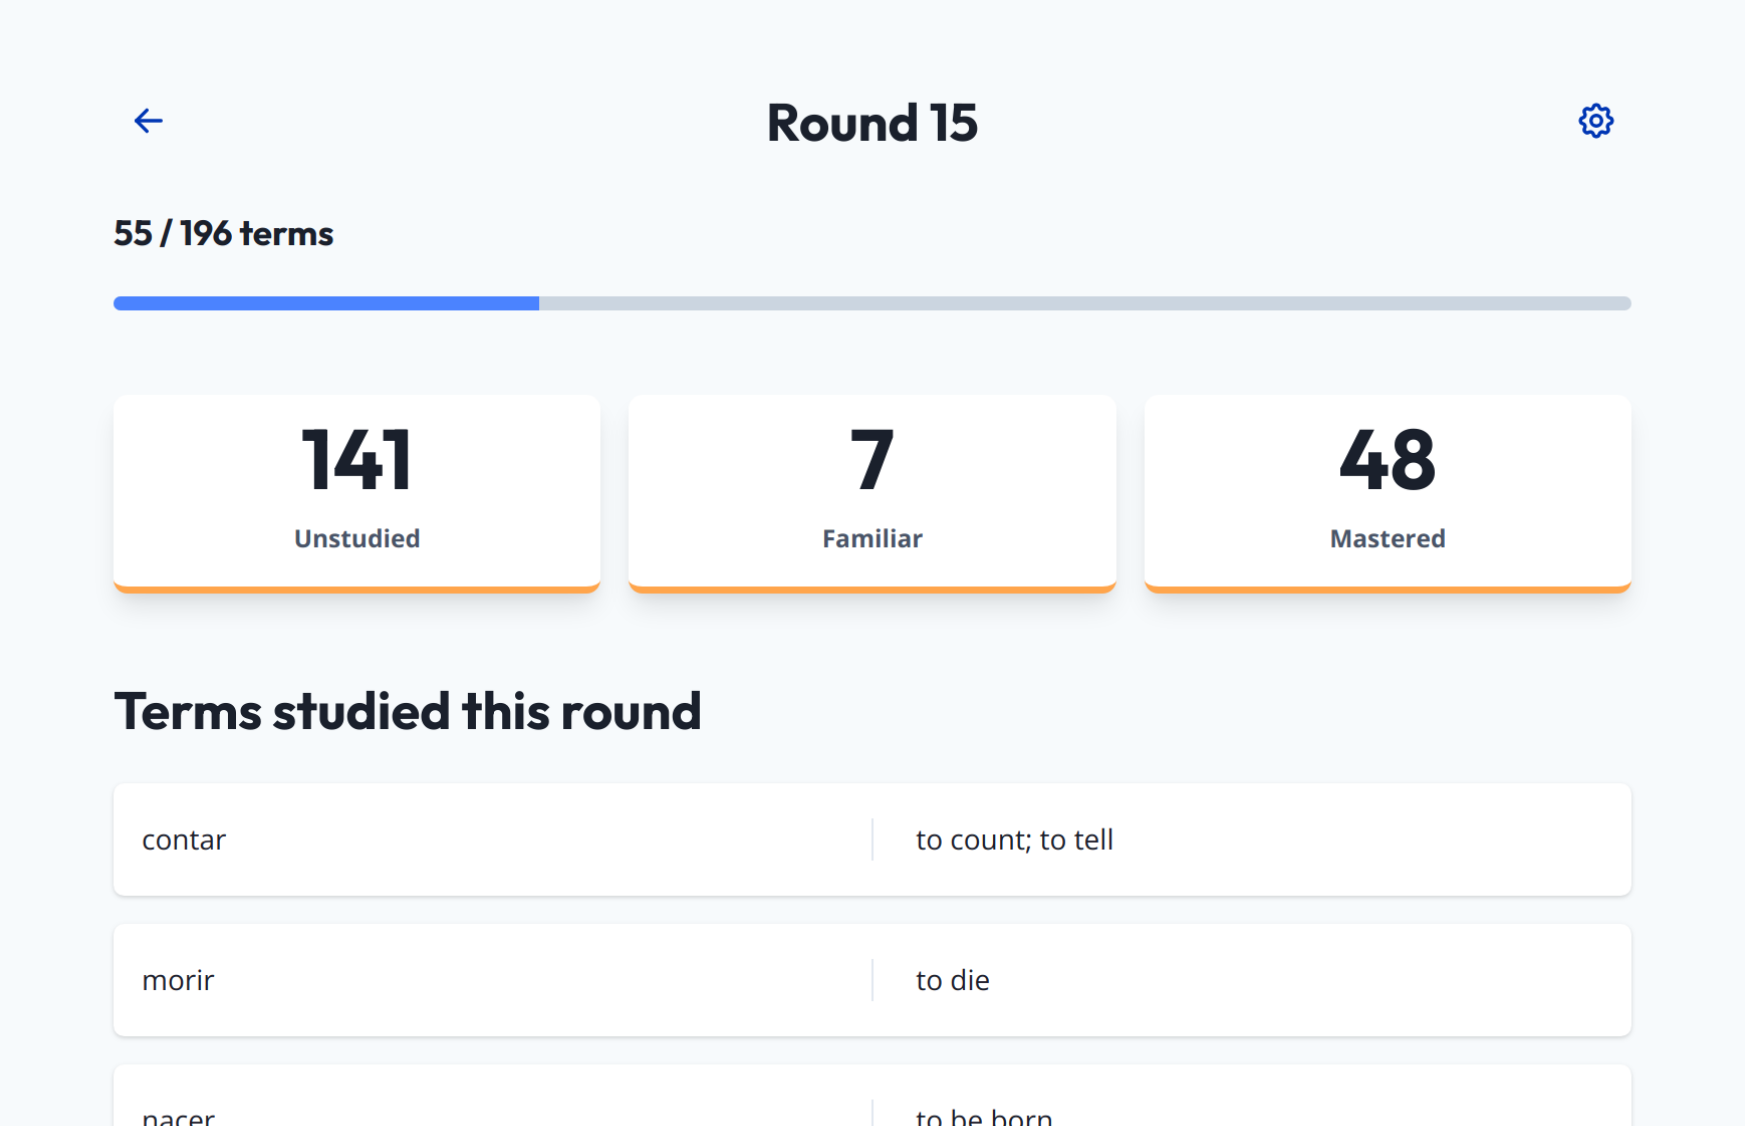 Round 15
55 / 196 terms
141
Unstudied
7
Familiar
48
Mastered
Terms studied this round
contar
to count; to tell
morir
to die
nacer
to be born